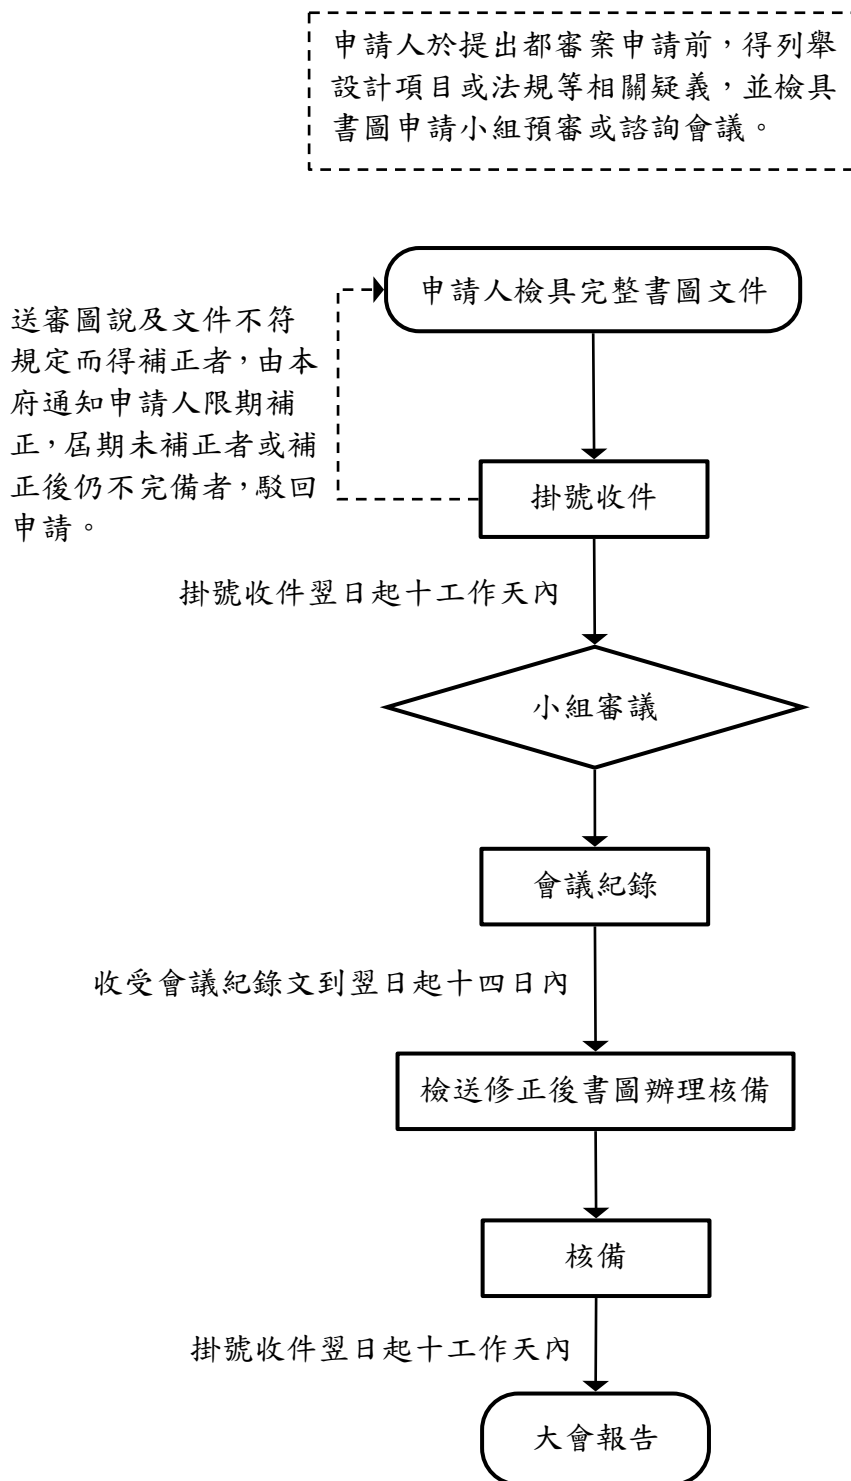 申請人於提出都審案申請前，得列舉
設計項目或法規等相關疑義，並檢具
書圖申請小組預審或諮詢會議。
申請人檢具完整書圖文件
送審圖說及文件不符
規定而得補正者，由本
府通知申請人限期補
正，屆期未補正者或補
正後仍不完備者，駁回
申請。
掛號收件
掛號收件翌日起十工作天內
小組審議
會議紀錄
收受會議紀錄文到翌日起十四日內
檢送修正後書圖辦理核備
核備
掛號收件翌日起十工作天內
大會報告